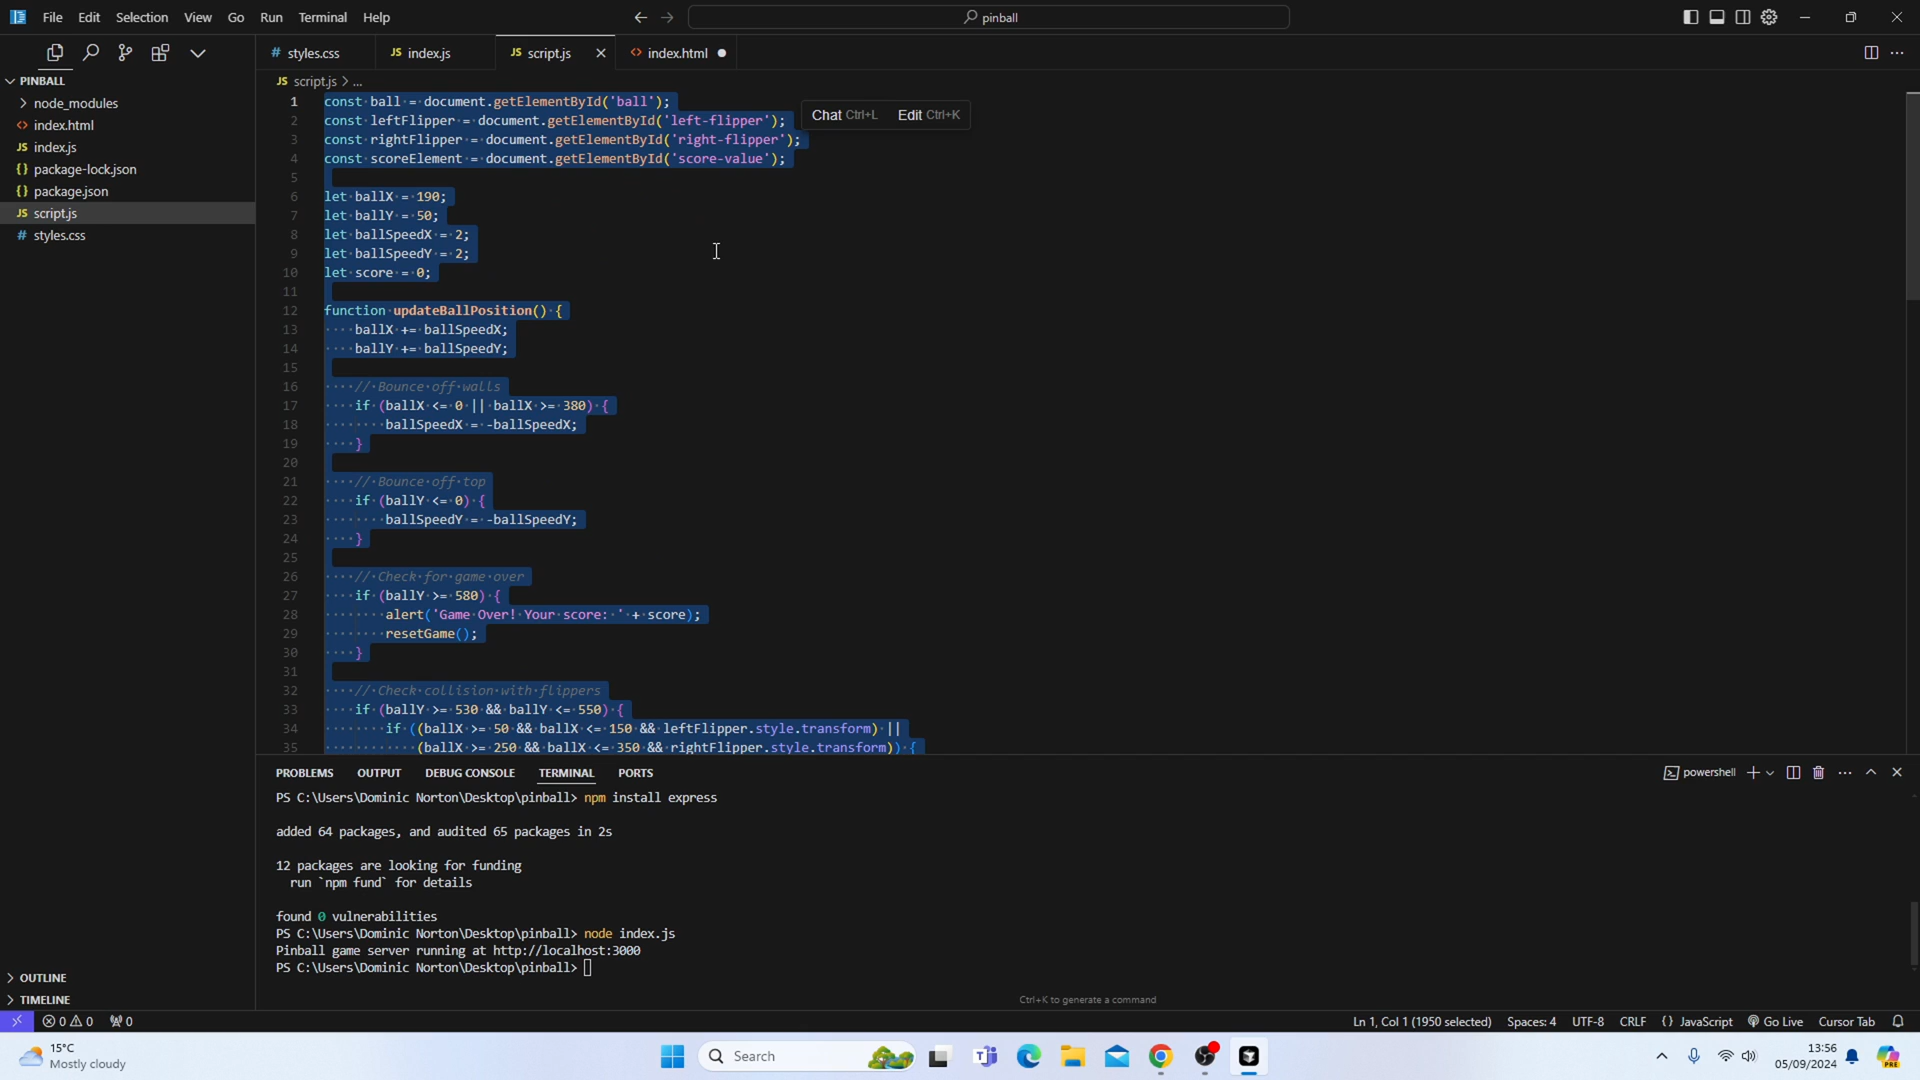 File Edit Selection View Go Run Terminal Help
pinball
PINBALL
node_modules
<> index.html
JS index.js
{} package-lock.json
{} package.json
JS script.js
# styles.css
OUTLINE
TIMELINE
# styles.css
JS index.js
JS script.js
<> index.html
JS script.js > ...
Chat Ctrl+L Edit Ctrl+K
1 const ball = document.getElementById('ball');
2 const leftFlipper = document.getElementById('left-flipper');
3 const rightFlipper = document.getElementById('right-flipper');
4 const scoreElement = document.getElementById('score-value');
5
6 let ballX = 190;
7 let ballY = 50;
8 let ballSpeedX = 2;
9 let ballSpeedY = 2;
10 let score = 0;
11
12 function updateBallPosition() {
13 ballX += ballSpeedX;
14 ballY += ballSpeedY;
15
16 // Bounce off walls
17 if (ballX <= 0 || ballX >= 380) {
18 ballSpeedX = -ballSpeedX;
19 }
20
21 // Bounce off top
22 if (ballY <= 0) {
23 ballSpeedY = -ballSpeedY;
24 }
25
26 // Check for game over
27 if (ballY >= 580) {
28 alert('Game Over! Your score: ' + score);
29 resetGame();
30 }
31
32 // Check collision with flippers
33 if (ballY >= 530 && ballY <= 550) {
34 if ((ballX >= 50 && ballX <= 150 && leftFlipper.style.transform) ||
35 (ballX >= 250 && ballX <= 350 && rightFlipper.style.transform)) {
PROBLEMS OUTPUT DEBUG CONSOLE TERMINAL PORTS
powershell
PS C:\Users\Dominic Norton\Desktop\pinball> npm install express
added 64 packages, and audited 65 packages in 2s
12 packages are looking for funding
run `npm fund` for details
found 0 vulnerabilities
PS C:\Users\Dominic Norton\Desktop\pinball> node index.js
Pinball game server running at http://localhost:3000
PS C:\Users\Dominic Norton\Desktop\pinball>
Ctrl+K to generate a command
0 0 0
Ln 1, Col 1 (1950 selected) Spaces: 4 UTF-8 CRLF {} JavaScript Go Live Cursor Tab
15°C
Mostly cloudy
Search
PRE
13:56
05/09/2024